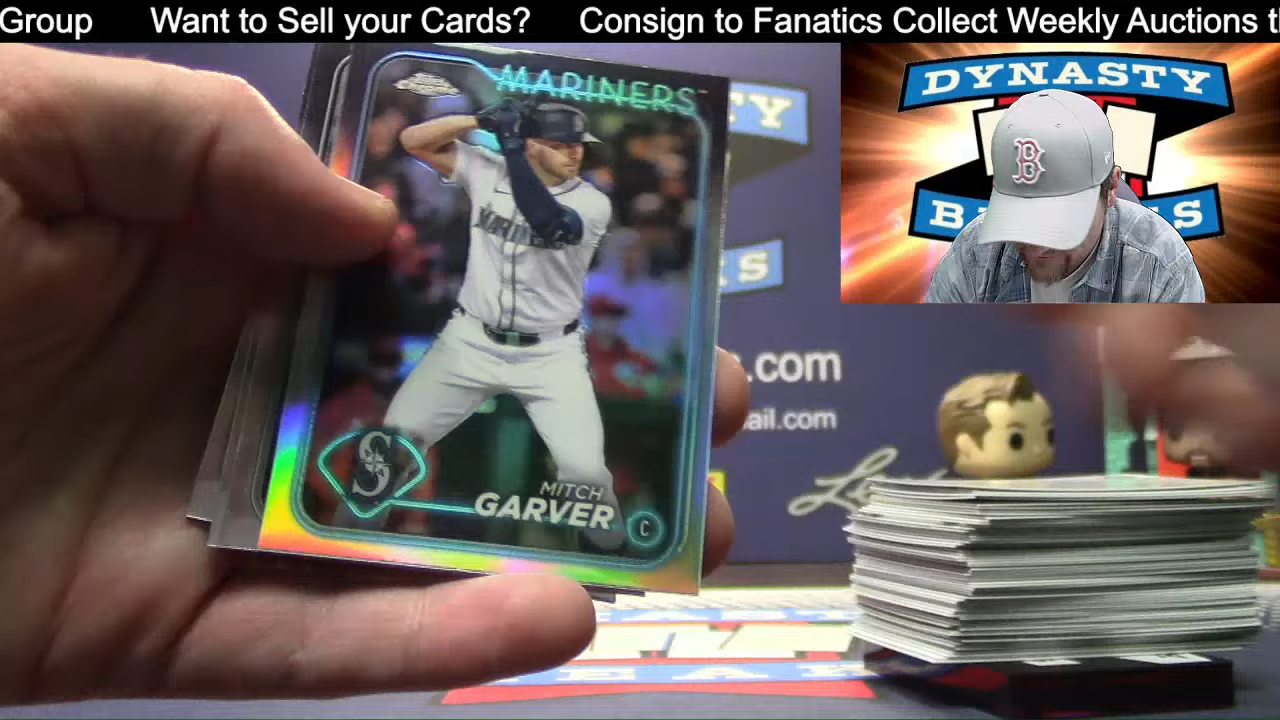 Group Want to Sell your Cards? Consign to Fanatics Collect Weekly Auctions t
MARINERS
DYNASTY
B
S
MARINERS
S
MITCH
GARVER
C
.com
ail.com